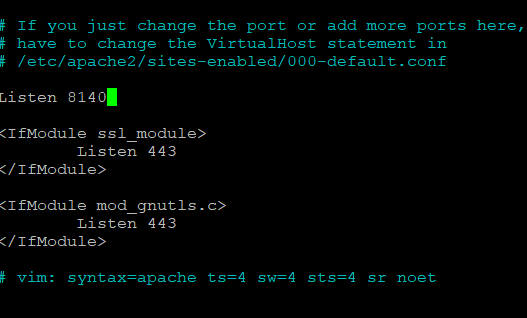 # If you just change the port or add more ports here,
# have to change the VirtualHost statement in
# /etc/apache2/sites-enabled/000-default.conf
Listen 8140
<IfModule ssl_module>
Listen 443
</IfModule>
<IfModule mod_gnutls.c>
Listen 443
</IfModule>
# vim: syntax=apache ts=4 sw=4 sts=4 sr noet